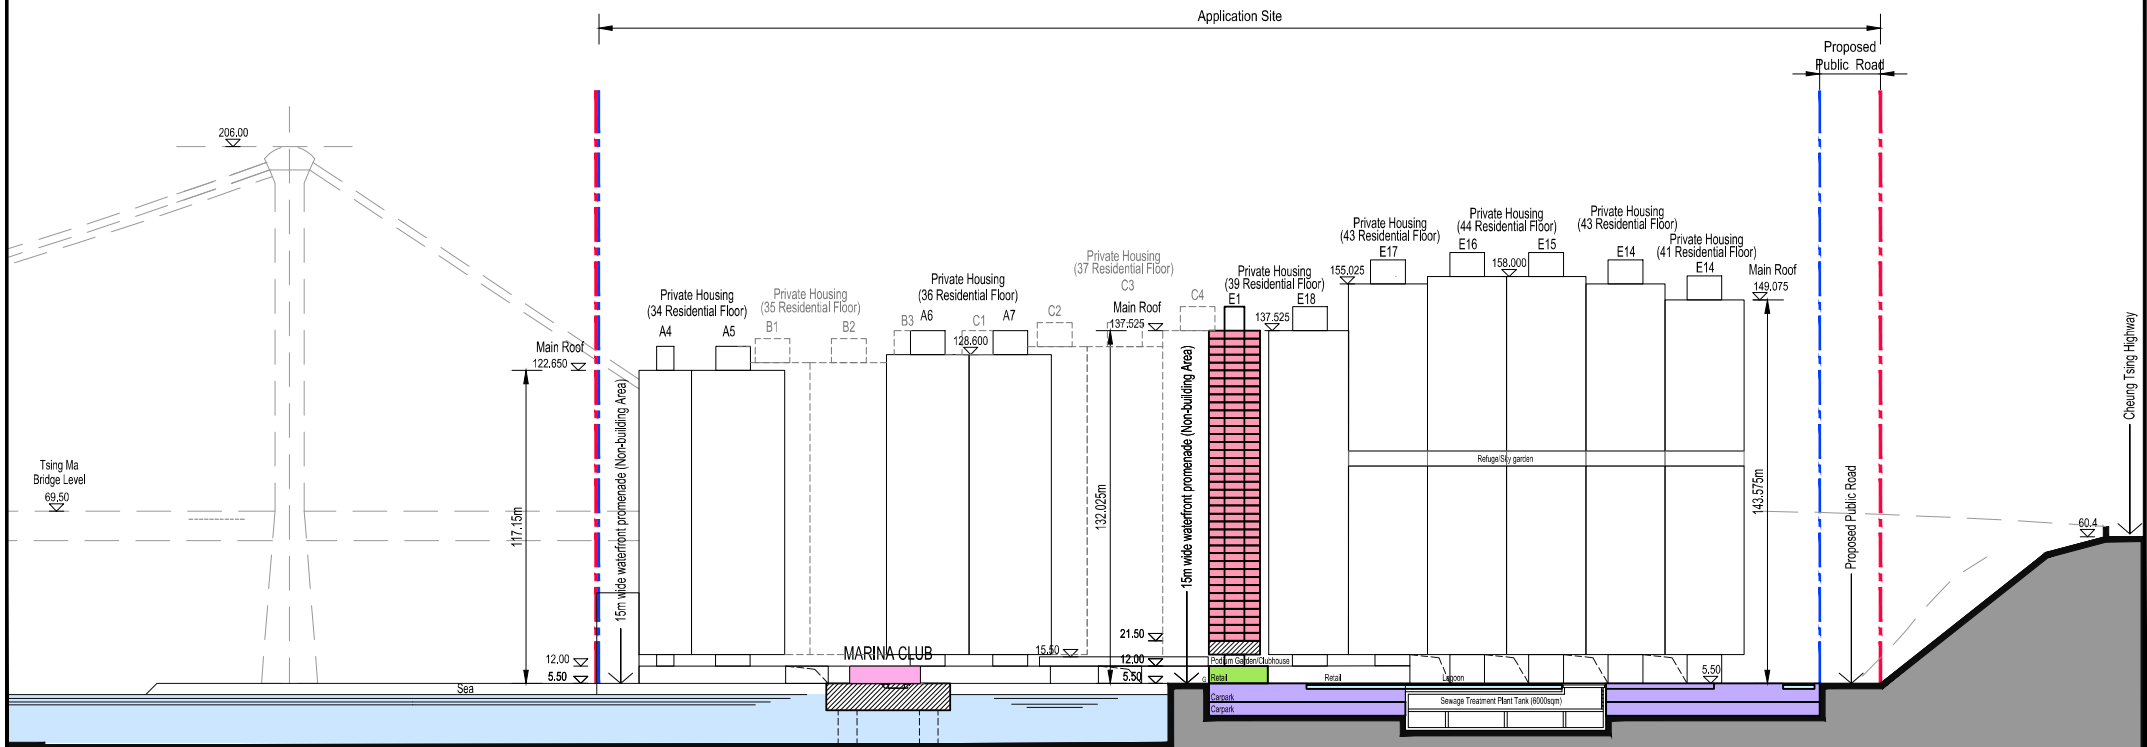 Application Site
Proposed
Public Road
206.00
Private Housing
(43 Residential Floor)
E17
Private Housing
(44 Residential Floor)
E16
E15
Private Housing
(43 Residential Floor)
E14
Private Housing
(41 Residential Floor)
E14
Private Housing
(37 Residential Floor)
C3
Private Housing
(39 Residential Floor)
E1
E18
155.025
158.000
Main Roof
149.075
Private Housing
(34 Residential Floor)
A4
A5
Private Housing
(35 Residential Floor)
B1
B2
Private Housing
(36 Residential Floor)
B3
A6
C1
A7
C2
C4
Main Roof
137.525
137.525
Main Roof
122.650
128.600
Cheung Tsing Highway
15m wide waterfront promenade (Non-building Area)
15m wide waterfront promenade (Non-building Area)
Refuge/Sky garden
Tsing Ma
Bridge Level
69.50
117.15m
132.025m
143.575m
Proposed Public Road
60.4
21.50
MARINA CLUB
15.50
12.00
5.50
12.00
5.50
Podium Garden/Clubhouse
G
Retail
Retail
Lagoon
5.50
Sea
Carpark
Carpark
Sewage Treatment Plant Tank (6000sqm)